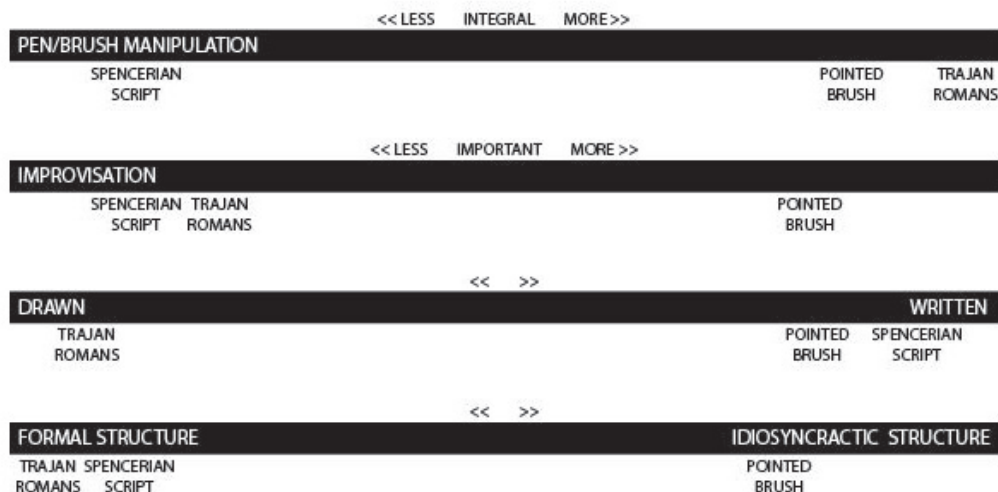 << LESS INTEGRAL MORE >>
PEN/BRUSH MANIPULATION
SPENCERIAN POINTED TRAJAN
SCRIPT BRUSH ROMANS
<< LESS IMPORTANT MORE >>
IMPROVISATION
SPENCERIAN TRAJAN POINTED
SCRIPT ROMANS BRUSH
<< >>
DRAWN WRITTEN
TRAJAN POINTED SPENCERIAN
ROMANS BRUSH SCRIPT
<< >>
FORMAL STRUCTURE IDIOSYNCRACTIC STRUCTURE
TRAJAN SPENCERIAN POINTED
ROMANS SCRIPT BRUSH